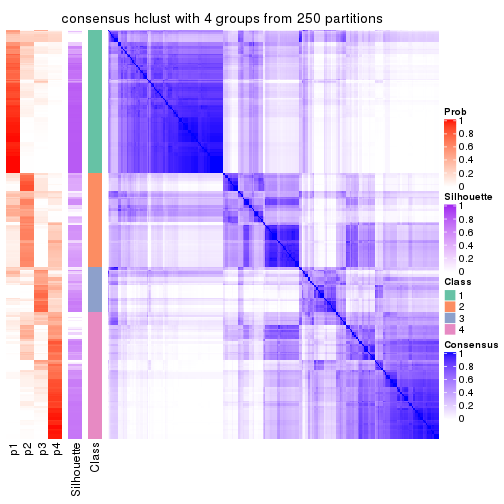 consensus hclust with 4 groups from 250 partitions
Prob
1
0.8
0.6
0.4
0.2
0
Silhouette
1
0.8
0.6
0.4
0.2
0
Class
1
2
3
4
Consensus
1
0.8
0.6
0.4
0.2
0
p1
p2
p3
p4
Silhouette
Class